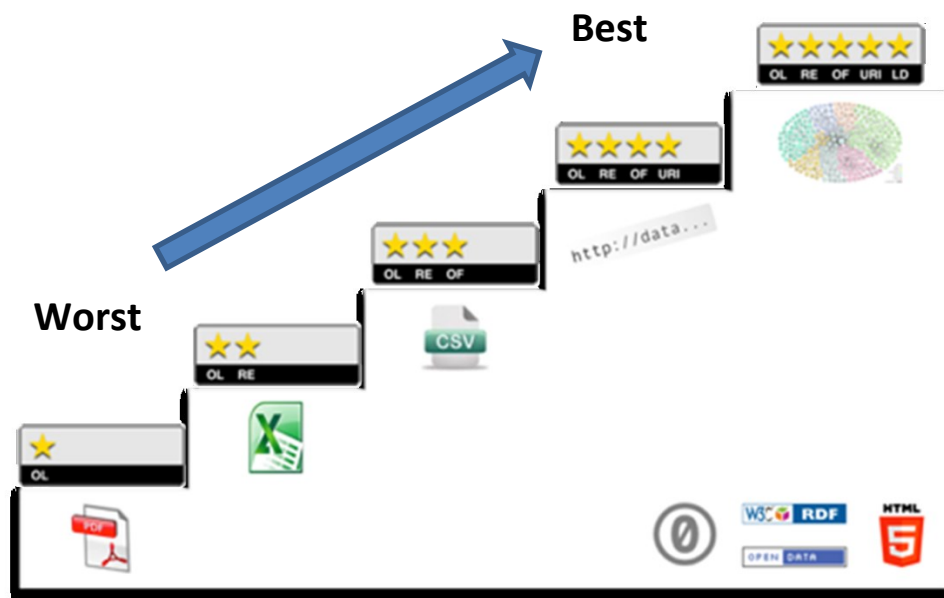 Best
OL RE OF URI LD
OL RE OF URI
http://data...
OL RE OF
Worst
CSV
OL RE
OL
PDF
W3C RDF
OPEN DATA
HTML
5
0
X